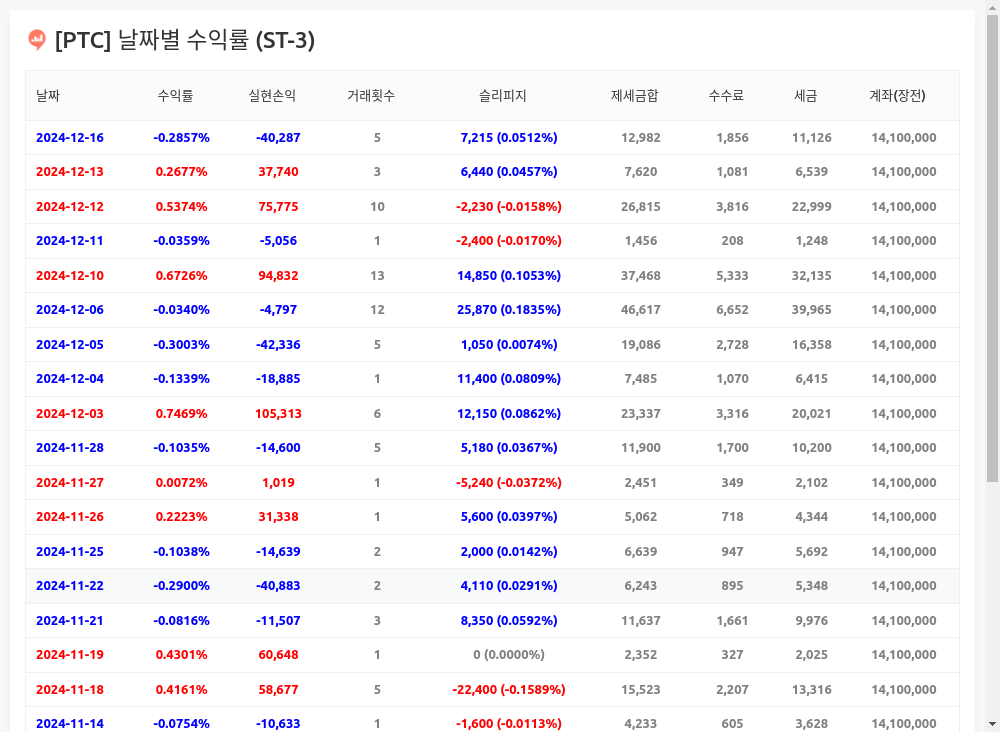 [PTC] 날짜별 수익률 (ST-3)
날짜 수익률 실현손익 거래횟수 슬리피지 제세금합 수수료 세금 계좌(장전)
2024-12-16 -0.2857% -40,287 5 7,215 (0.0512%) 12,982 1,856 11,126 14,100,000
2024-12-13 0.2677% 37,740 3 6,440 (0.0457%) 7,620 1,081 6,539 14,100,000
2024-12-12 0.5374% 75,775 10 -2,230 (-0.0158%) 26,815 3,816 22,999 14,100,000
2024-12-11 -0.0359% -5,056 1 -2,400 (-0.0170%) 1,456 208 1,248 14,100,000
2024-12-10 0.6726% 94,832 13 14,850 (0.1053%) 37,468 5,333 32,135 14,100,000
2024-12-06 -0.0340% -4,797 12 25,870 (0.1835%) 46,617 6,652 39,965 14,100,000
2024-12-05 -0.3003% -42,336 5 1,050 (0.0074%) 19,086 2,728 16,358 14,100,000
2024-12-04 -0.1339% -18,885 1 11,400 (0.0809%) 7,485 1,070 6,415 14,100,000
2024-12-03 0.7469% 105,313 6 12,150 (0.0862%) 23,337 3,316 20,021 14,100,000
2024-11-28 -0.1035% -14,600 5 5,180 (0.0367%) 11,900 1,700 10,200 14,100,000
2024-11-27 0.0072% 1,019 1 -5,240 (-0.0372%) 2,451 349 2,102 14,100,000
2024-11-26 0.2223% 31,338 1 5,600 (0.0397%) 5,062 718 4,344 14,100,000
2024-11-25 -0.1038% -14,639 2 2,000 (0.0142%) 6,639 947 5,692 14,100,000
2024-11-22 -0.2900% -40,883 2 4,110 (0.0291%) 6,243 895 5,348 14,100,000
2024-11-21 -0.0816% -11,507 3 8,350 (0.0592%) 11,637 1,661 9,976 14,100,000
2024-11-19 0.4301% 60,648 1 0 (0.0000%) 2,352 327 2,025 14,100,000
2024-11-18 0.4161% 58,677 5 -22,400 (-0.1589%) 15,523 2,207 13,316 14,100,000
2024-11-14 -0.0754% -10,633 1 -1,600 (-0.0113%) 4,233 605 3,628 14,100,000